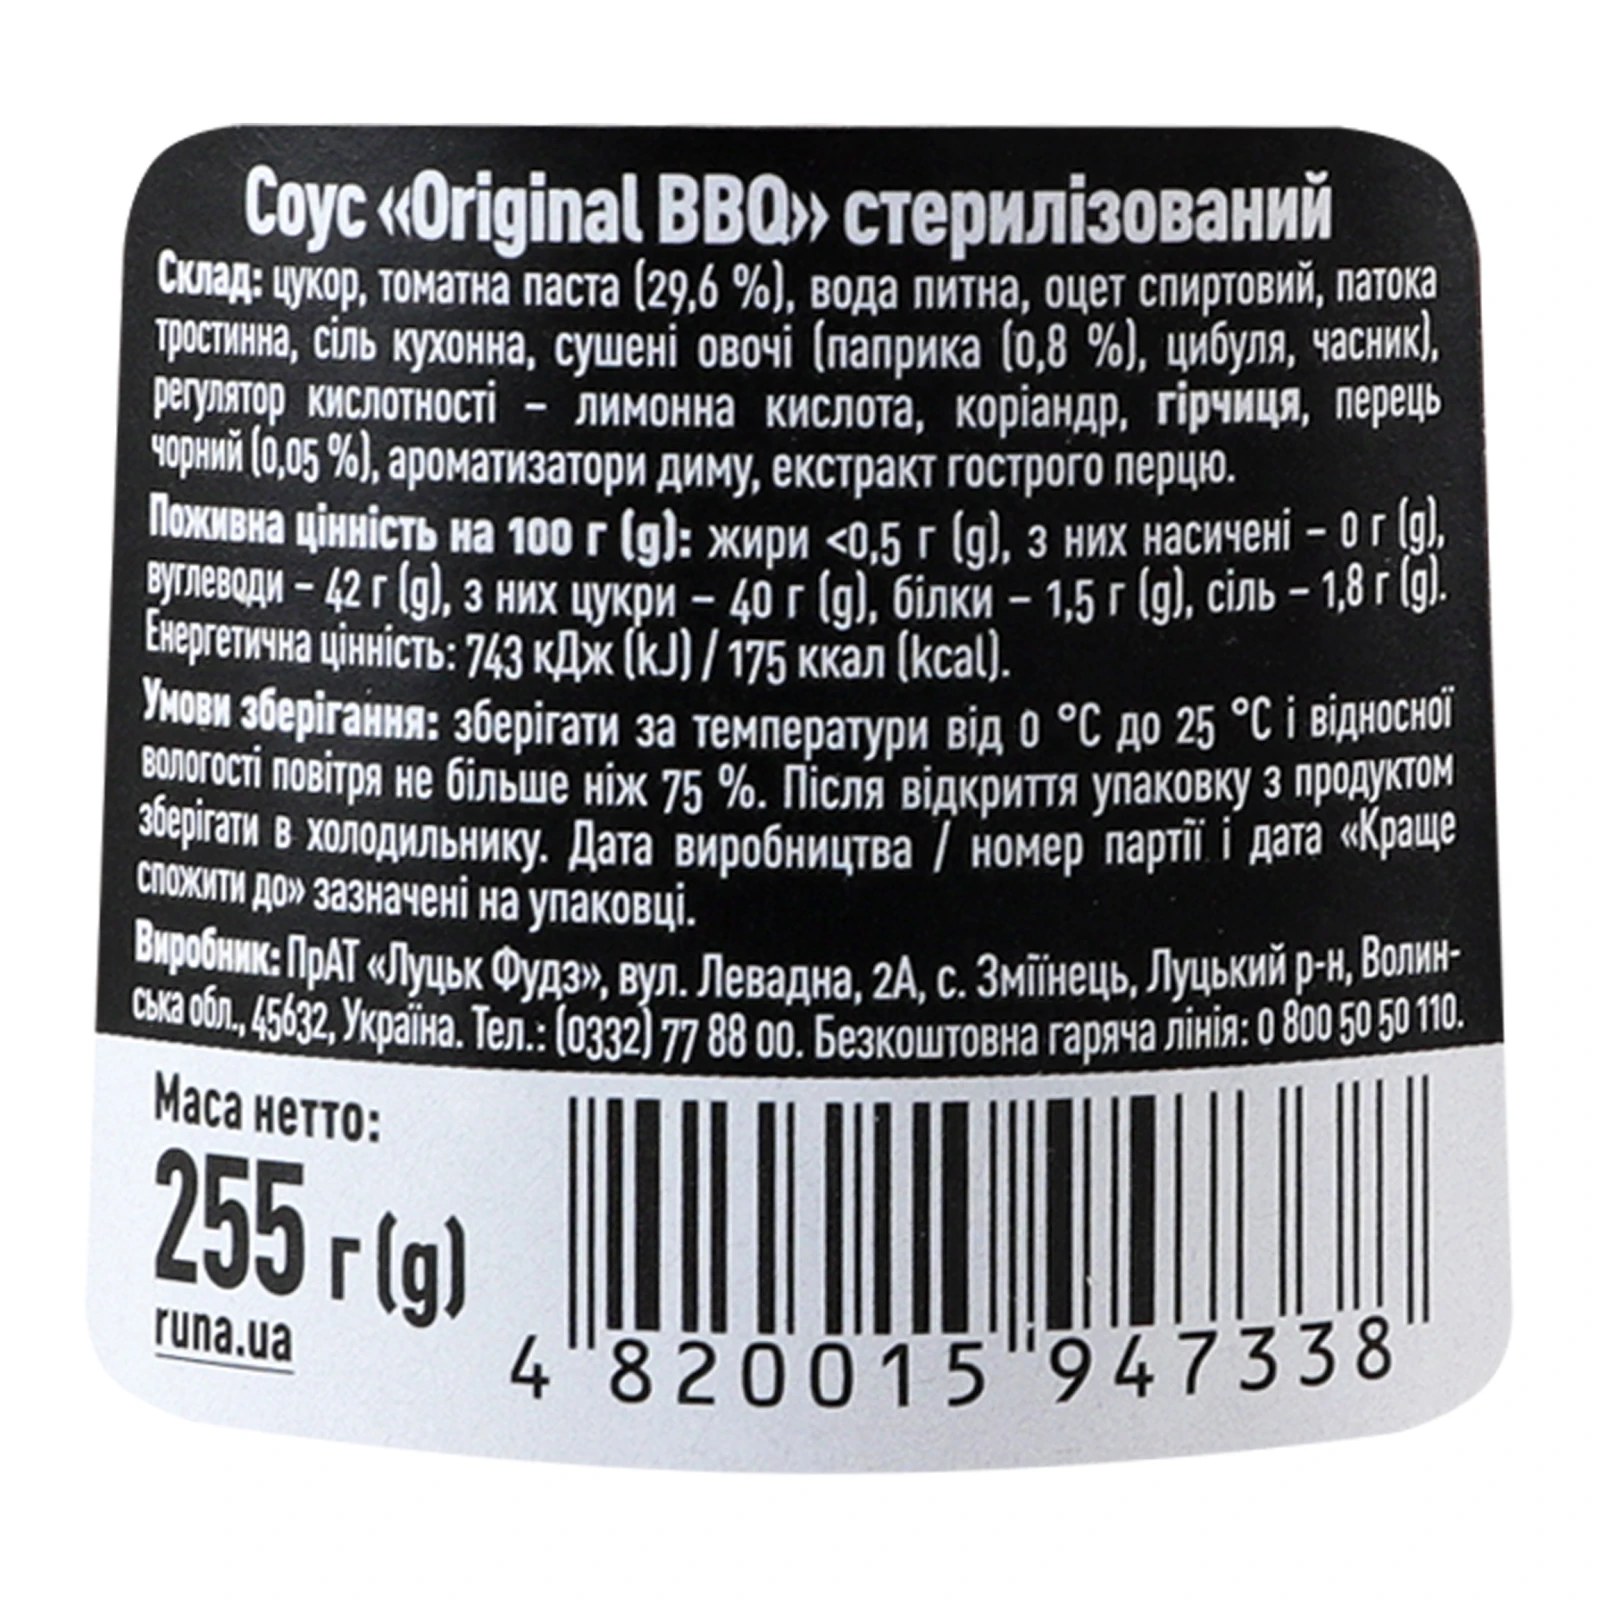 Соус «Original BBQ» стерилізований
Склад: цукор, томатна паста (29,6 %), вода питна, оцет спиртовий, патока
тростинна, сіль кухонна, сушені овочі (паприка (0,8 %), цибуля, часник),
регулятор кислотності – лимонна кислота, коріандр, гірчиця, перець
чорний (0,05 %), ароматизатори диму, екстракт гострого перцю.
Поживна цінність на 100 г (g): жири <0,5 г (g), з них насичені – 0 г (g),
вуглеводи – 42 г (g), з них цукри – 40 г (g), білки – 1,5 г (g), сіль – 1,8 г (g).
Енергетична цінність: 743 кДж (kJ) / 175 ккал (kcal).
Умови зберігання: зберігати за температури від 0 °С до 25 °С і відносної
вологості повітря не більше ніж 75 %. Після відкриття упаковку з продуктом
зберігати в холодильнику. Дата виробництва / номер партії і дата «Краще
спожити до» зазначені на упаковці.
Виробник: ПрАТ «Луцьк Фудз», вул. Левадна, 2А, с. Зміїнець, Луцький р-н, Волин-
ська обл., 45632, Україна. Тел.: (0332) 77 88 00. Безкоштовна гаряча лінія: 0 800 50 50 110.
Маса нетто:
255 г (g)
runa.ua
4 820015 947338